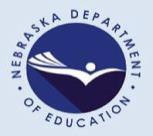 NEBRASKA DEPARTMENT
OF EDUCATION